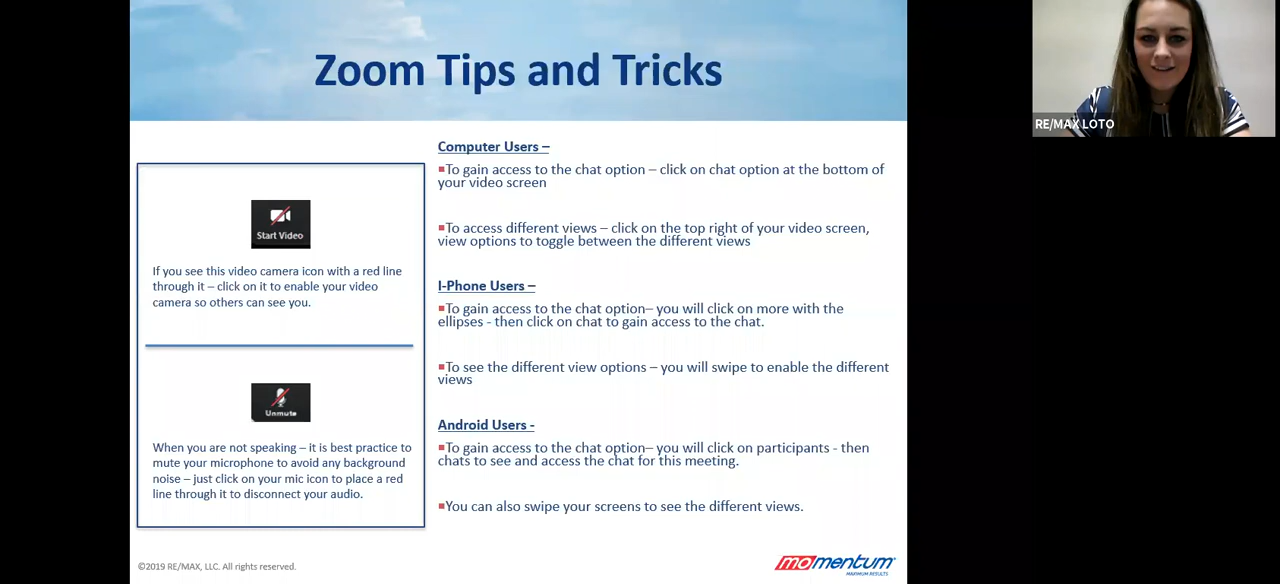 Zoom Tips and Tricks
RE/MAX LOTO
Start Video
If you see this video camera icon with a red line
through it – click on it to enable your video
camera so others can see you.
Unmute
When you are not speaking – it is best practice to
mute your microphone to avoid any background
noise – just click on your mic icon to place a red
line through it to disconnect your audio.
Computer Users –
▪To gain access to the chat option – click on chat option at the bottom of
your video screen
▪To access different views – click on the top right of your video screen,
view options to toggle between the different views
I-Phone Users –
▪To gain access to the chat option– you will click on more with the
ellipses - then click on chat to gain access to the chat.
▪To see the different view options – you will swipe to enable the different
views
Android Users -
▪To gain access to the chat option– you will click on participants - then
chats to see and access the chat for this meeting.
▪You can also swipe your screens to see the different views.
©2019 RE/MAX, LLC. All rights reserved.
momentum
MAXIMUM RESULTS